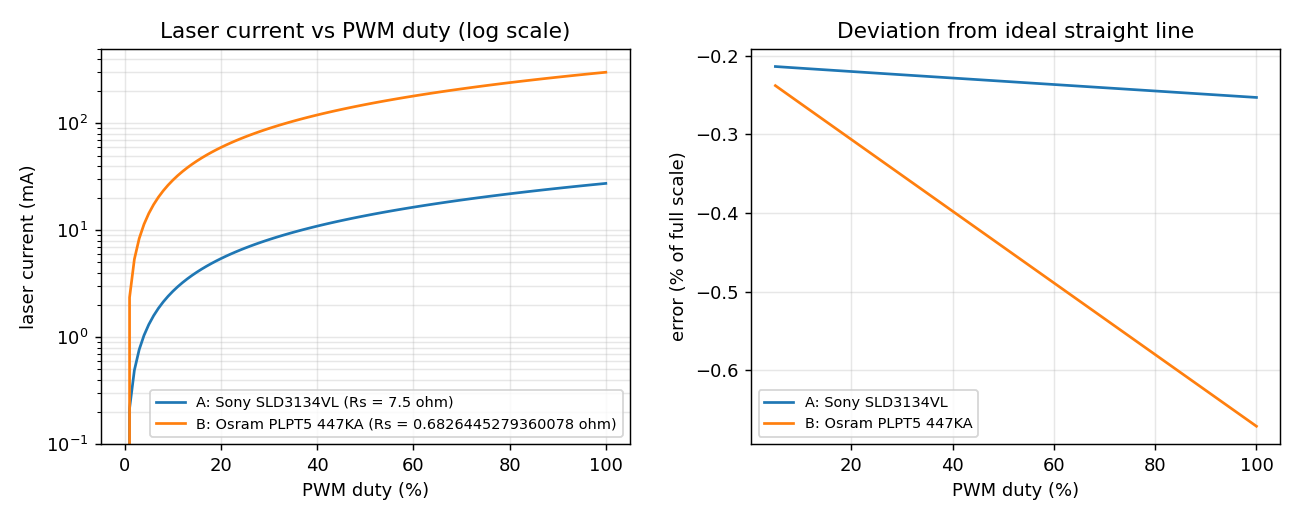 Laser current vs PWM duty (log scale)
laser current (mA)
10²
10¹
10⁰
10⁻¹
A: Sony SLD3134VL (Rs = 7.5 ohm)
B: Osram PLPT5 447KA (Rs = 0.6826445279360078 ohm)
0 20 40 60 80 100
PWM duty (%)
Deviation from ideal straight line
error (% of full scale)
−0.2
−0.3
−0.4
−0.5
−0.6
A: Sony SLD3134VL
B: Osram PLPT5 447KA
20 40 60 80 100
PWM duty (%)